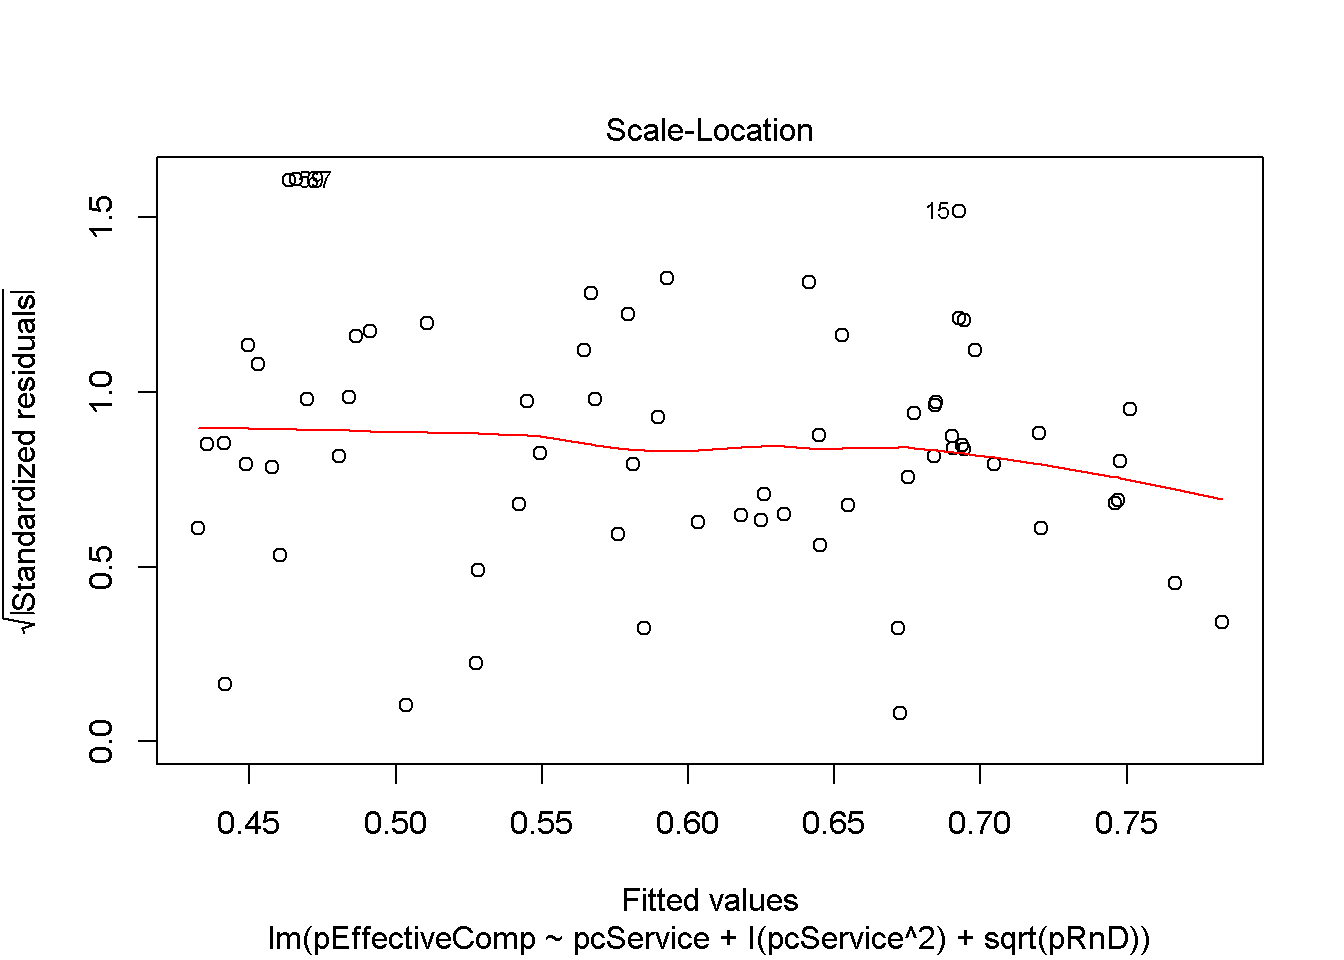 Scale-Location
√|Standardized residuals|
1.5
1.0
0.5
0.0
15
0.45 0.50 0.55 0.60 0.65 0.70 0.75
Fitted values
lm(pEffectiveComp ~ pcService + I(pcService^2) + sqrt(pRnD))